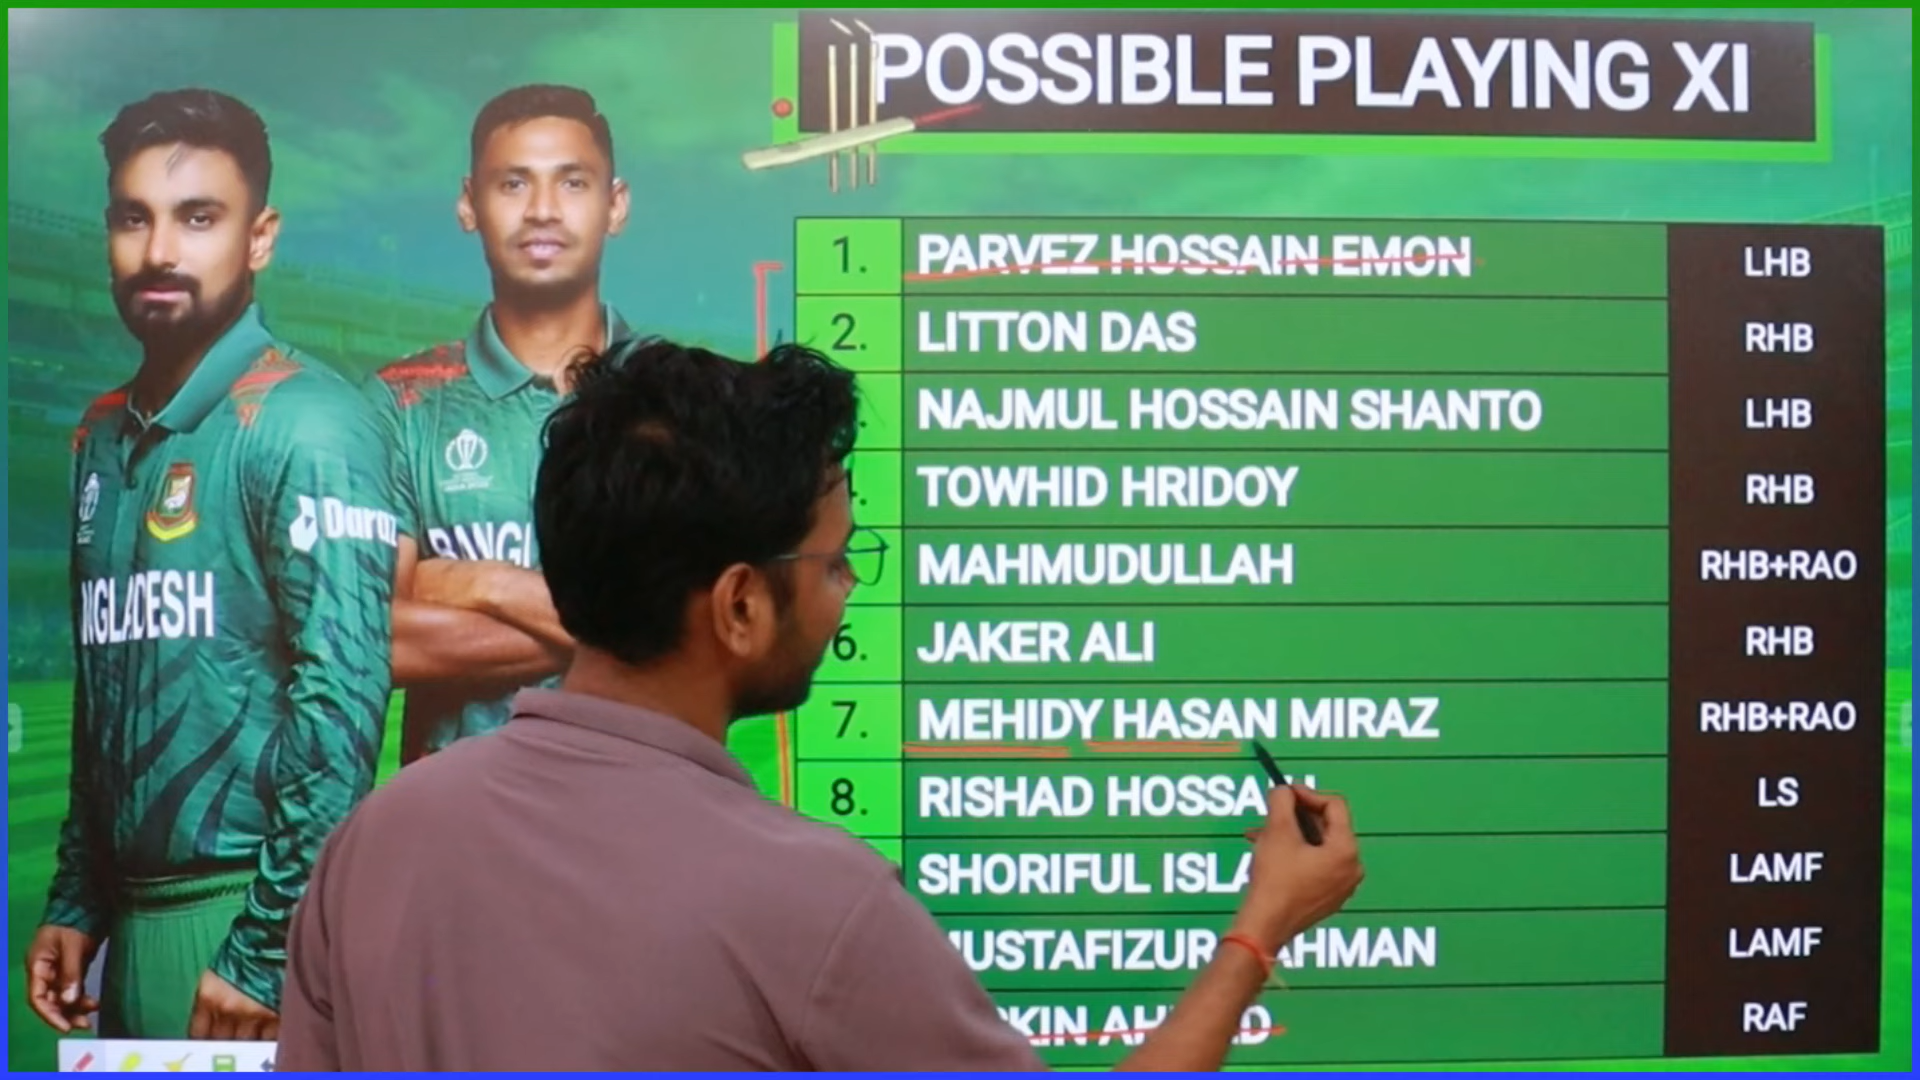 POSSIBLE PLAYING XI
1. PARVEZ HOSSAIN EMON LHB
2. LITTON DAS RHB
NAJMUL HOSSAIN SHANTO LHB
TOWHID HRIDOY RHB
MAHMUDULLAH RHB+RAO
6. JAKER ALI RHB
7. MEHIDY HASAN MIRAZ RHB+RAO
8. RISHAD LS
SHORIFUL LAMF
LAMF
RAF
Daraz